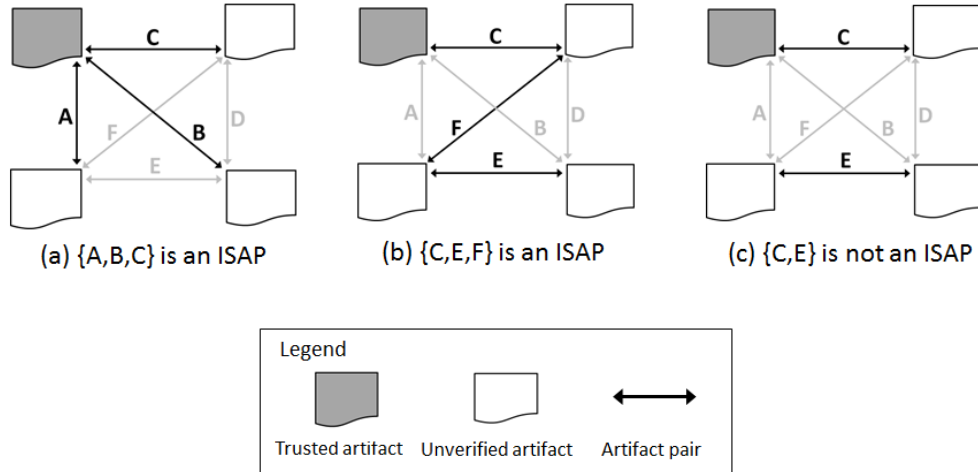 C
A
F
B
D
E
(a) {A,B,C} is an ISAP
C
A
F
B
D
E
(b) {C,E,F} is an ISAP
C
A
F
B
D
E
(c) {C,E} is not an ISAP
Legend
Trusted artifact
Unverified artifact
Artifact pair